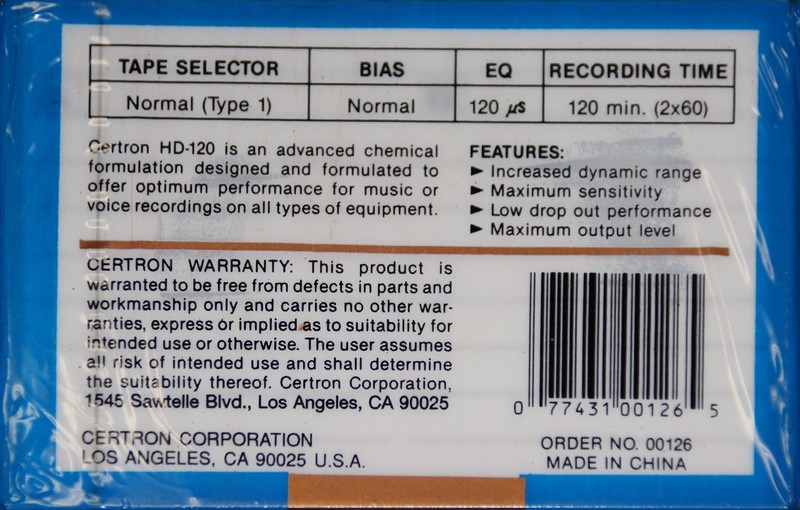 TAPE SELECTOR BIAS EQ RECORDING TIME
Normal (Type 1) Normal 120 µs 120 min. (2x60)
Certron HD-120 is an advanced chemical
formulation designed and formulated to
offer optimum performance for music or
voice recordings on all types of equipment.
FEATURES:
► Increased dynamic range
► Maximum sensitivity
► Low drop out performance
► Maximum output level
CERTRON WARRANTY: This product is
warranted to be free from defects in parts and
workmanship only and carries no other war-
ranties, express or implied as to suitability for
intended use or otherwise. The user assumes
all risk of intended use and shall determine
the suitability thereof. Certron Corporation,
1545 Sawtelle Blvd., Los Angeles, CA 90025
CERTRON CORPORATION
LOS ANGELES, CA 90025 U.S.A.
0 77431 00126 5
ORDER NO. 00126
MADE IN CHINA